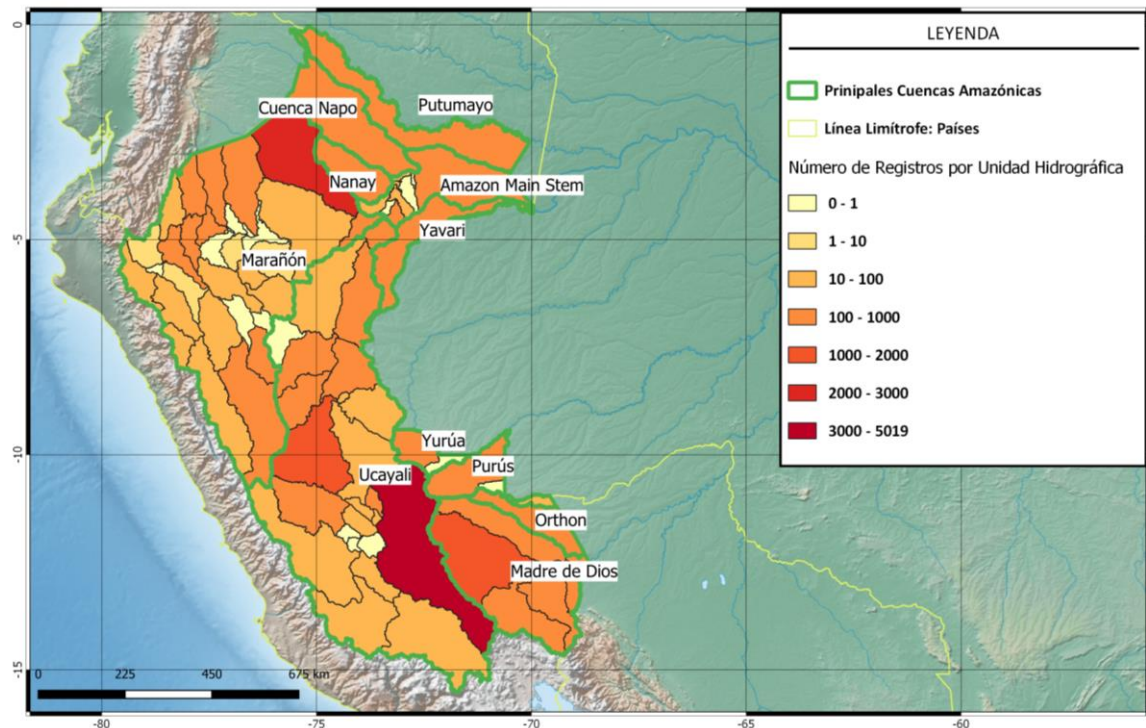 LEYENDA
Prinipales Cuencas Amazónicas
Línea Limítrofe: Países
Número de Registros por Unidad Hidrográfica
0 - 1
1 - 10
10 - 100
100 - 1000
1000 - 2000
2000 - 3000
3000 - 5019
Cuenca Napo
Putumayo
Nanay
Amazon Main Stem
Yavari
Marañón
Yurúa
Purús
Ucayali
Orthon
Madre de Dios
0
-5
-10
-15
0 225 450 675 km
-80 -75 -70 -65 -60